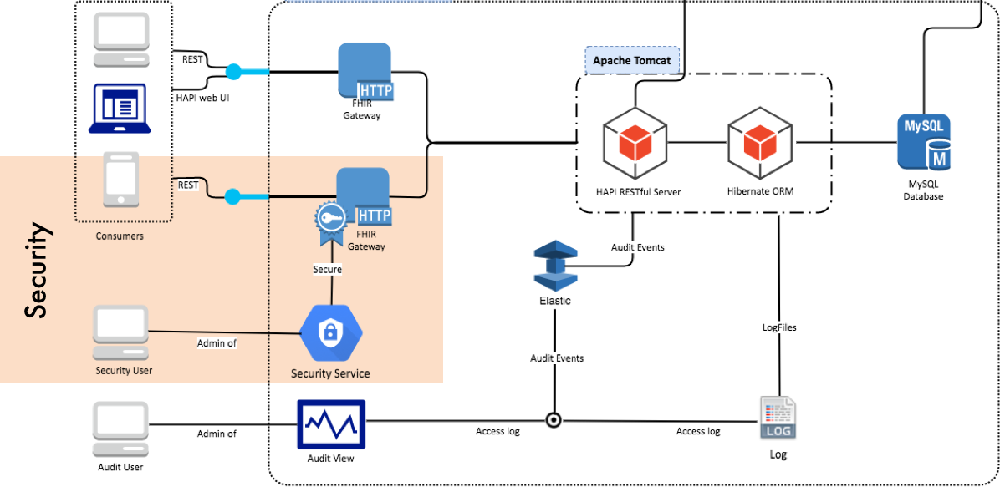 Apache Tomcat
REST
HAPI web UI
HTTP
FHIR
Gateway
MySQL
M
REST
HAPI RESTful Server
Hibernate ORM
MySQL
Database
HTTP
Consumers
FHIR
Gateway
Security
Audit Events
Secure
Elastic
LogFiles
Admin of
Audit Events
Security User
Security Service
Access log
Access log
LOG
Admin of
Audit View
Log
Audit User